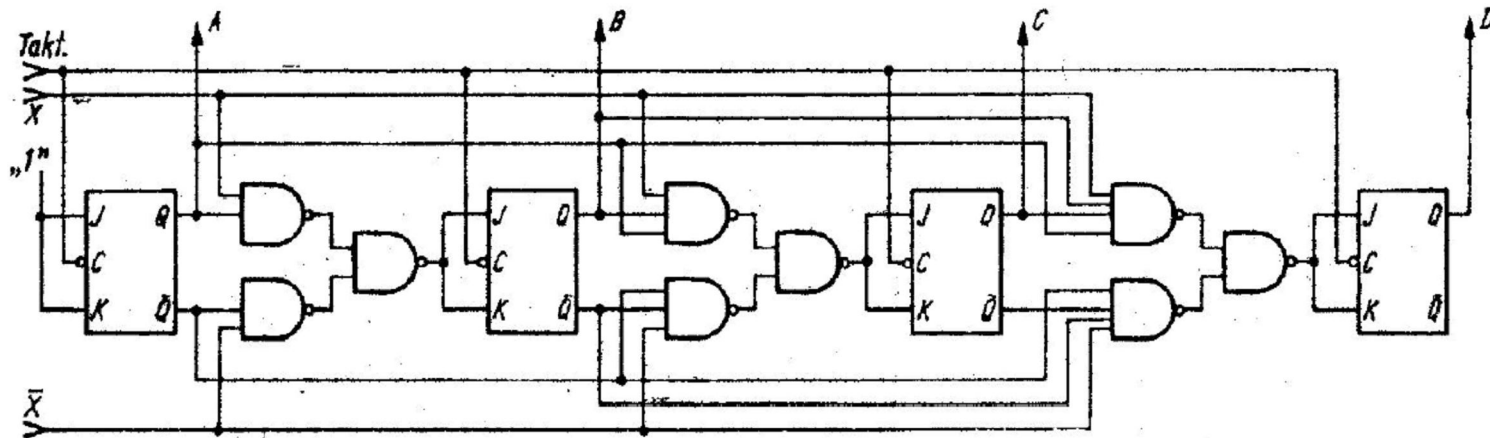 A B C D
Takt.
X
„1"
J Q J Q J Q J Q
C C C C
K Q̄ K Q̄ K Q̄ K Q̄
X̄